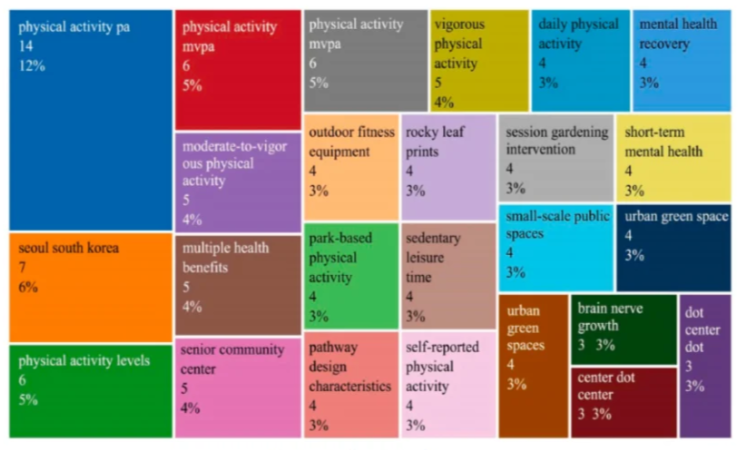 physical activity pa
14
12%
seoul south korea
7
6%
physical activity levels
6
5%
physical activity
mvpa
6
5%
moderate-to-vigor
ous physical
activity
5
4%
multiple health
benefits
5
4%
senior community
center
5
4%
physical activity
mvpa
6
5%
vigorous
physical
activity
5
4%
daily physical
activity
4
3%
mental health
recovery
4
3%
outdoor fitness
equipment
4
3%
rocky leaf
prints
4
3%
session gardening
intervention
4
3%
short-term
mental health
4
3%
park-based
physical
activity
4
3%
sedentary
leisure
time
4
3%
small-scale public
spaces
4
3%
urban green space
4
3%
pathway
design
characteristics
4
3%
self-reported
physical
activity
4
3%
urban
green
spaces
4
3%
brain nerve
growth
3 3%
center dot
center
3 3%
dot
center
dot
3
3%